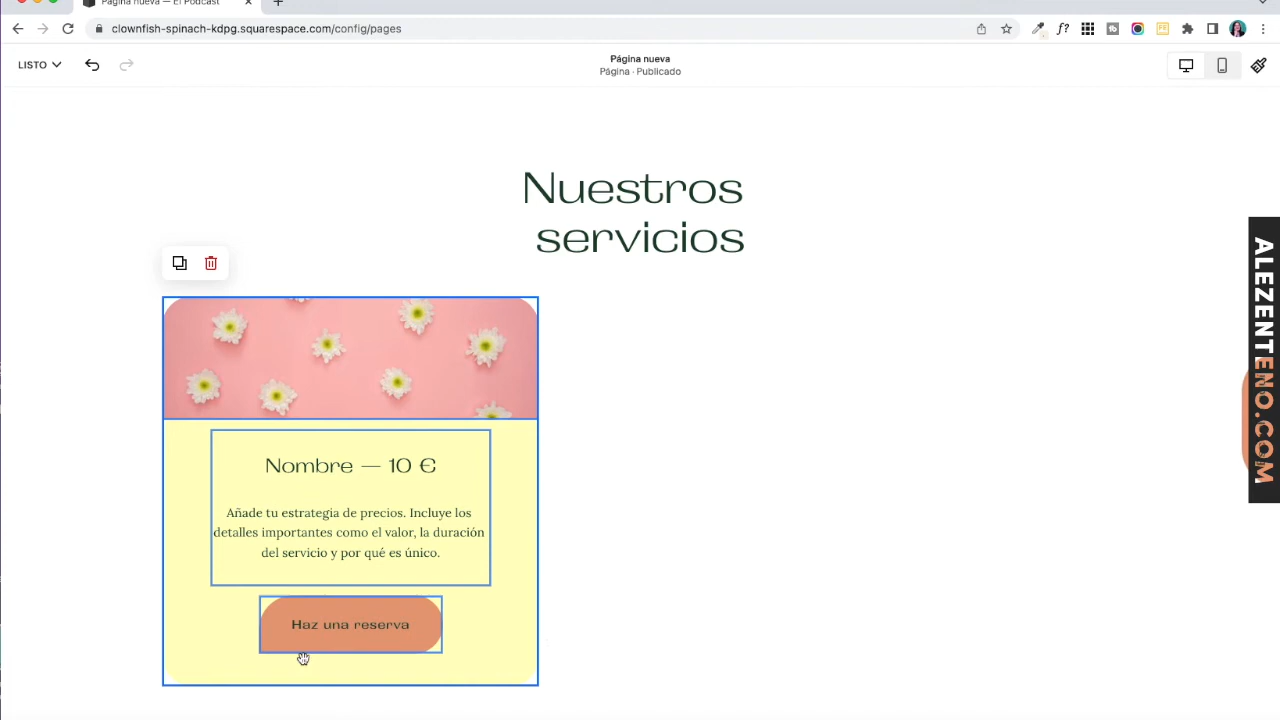 Página nueva — El Podcast
clownfish-spinach-kdpg.squarespace.com/config/pages
f?
FE
LISTO
Página nueva
Página · Publicado
Nuestros
servicios
Nombre — 10 €
Añade tu estrategia de precios. Incluye los
detalles importantes como el valor, la duración
del servicio y por qué es único.
Haz una reserva
ALEZENTENO.COM